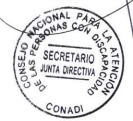 CONSEJO NACIONAL PARA LA ATENCIÓN
DE LAS PERSONAS CON DISCAPACIDAD
SECRETARIO
JUNTA DIRECTIVA
CONADI